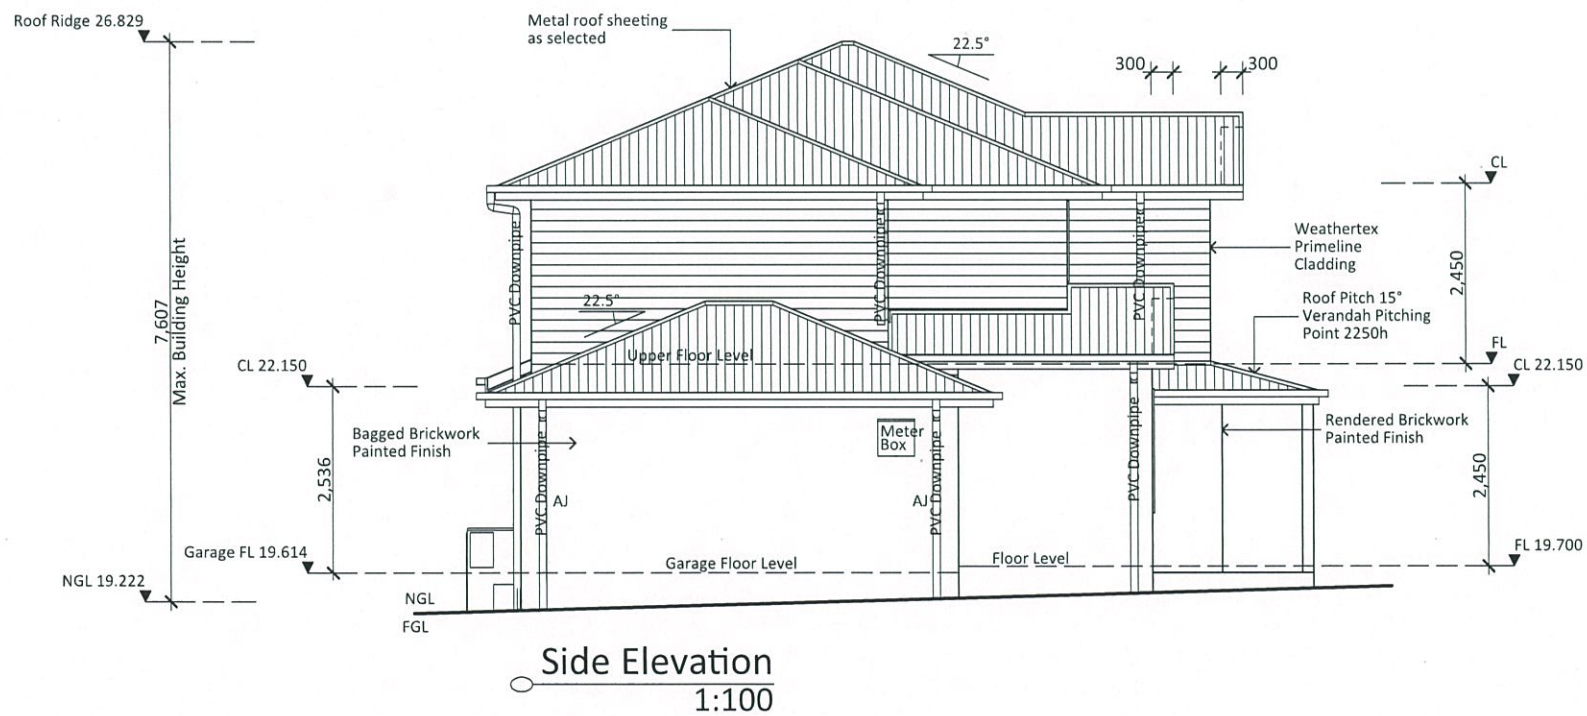 Roof Ridge 26.829
Metal roof sheeting
as selected
22.5°
300
300
CL
Weathertex
Primeline
Cladding
2,450
7,607
Max. Building Height
PVC Downpipe
PVC Downpipe
PVC Downpipe
22.5°
Roof Pitch 15°
Verandah Pitching
Point 2250h
Upper Floor Level
FL
CL 22.150
CL 22.150
Bagged Brickwork
Painted Finish
Meter
Box
Rendered Brickwork
Painted Finish
2,536
PVC Downpipe
AJ
AJ
PVC Downpipe
PVC Downpipe
2,450
Garage FL 19.614
Garage Floor Level
Floor Level
FL 19.700
NGL 19.222
NGL
FGL
Side Elevation
1:100